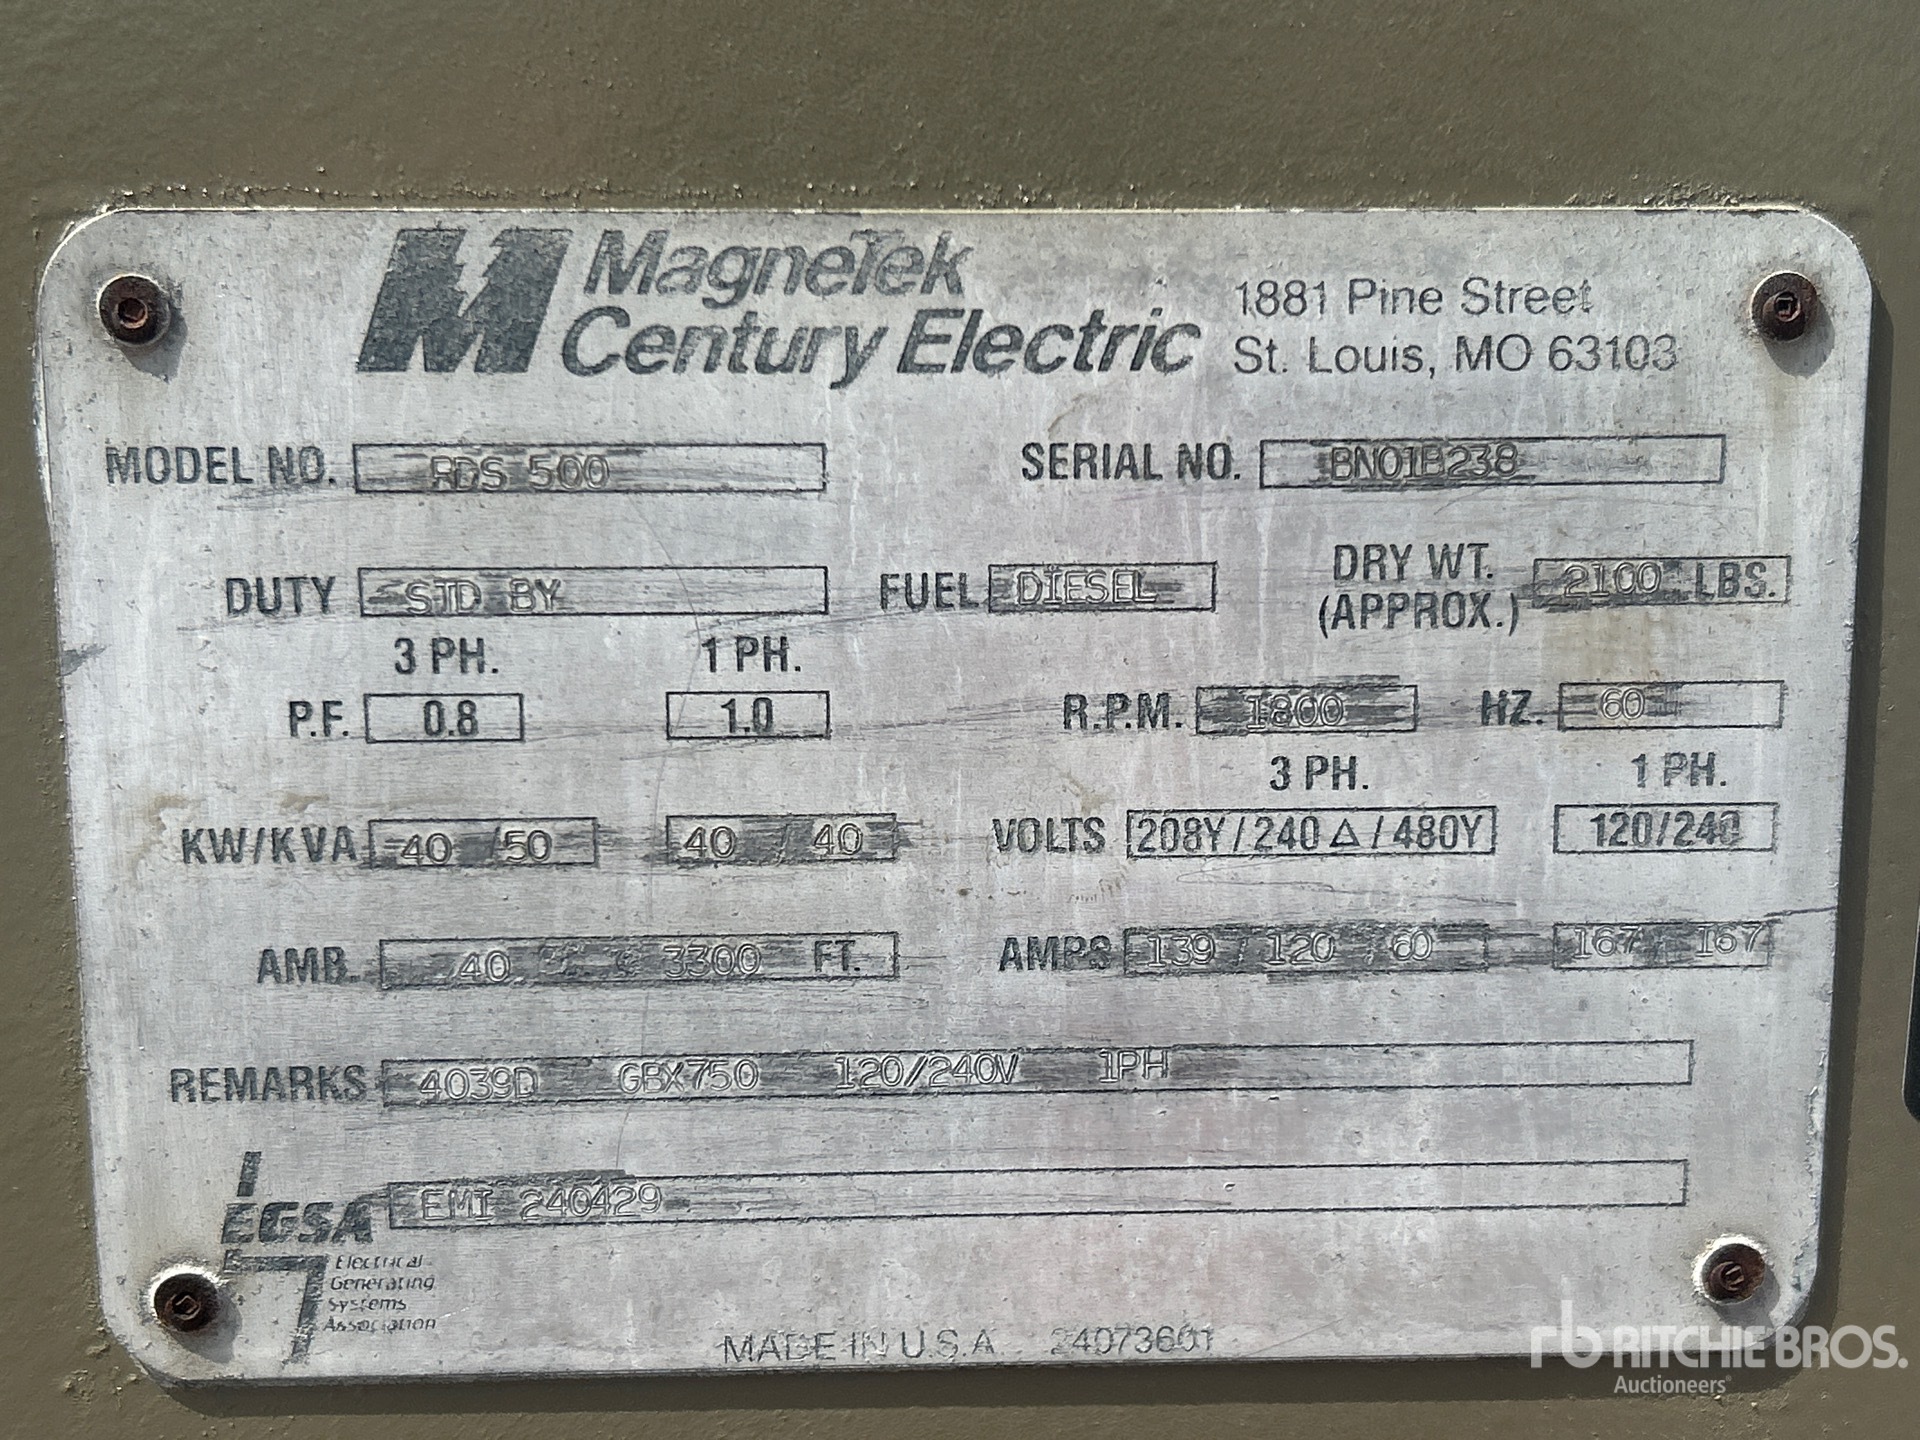 MagneTek
Century Electric
1881 Pine Street
St. Louis, MO 63103
MODEL NO. RDS 500 SERIAL NO. BN01B238
DUTY STD BY FUEL DIESEL DRY WT. (APPROX.) 2100 LBS.
3 PH. 1 PH.
P.F. 0.8 1.0 R.P.M. 1800 HZ. 60
3 PH. 1 PH.
KW/KVA 40 / 50 40 / 40 VOLTS 208Y / 240 Δ / 480Y 120/240
AMB. 40 °C 3300 FT. AMPS 139 / 120 / 60 167 / 167
REMARKS 4039D GBX750 120/240V 1PH
EGSA EMI 240429
Electrical
Generating
Systems
Association
MADE IN U.S.A. 24073601
rb RITCHIE BROS.
Auctioneers